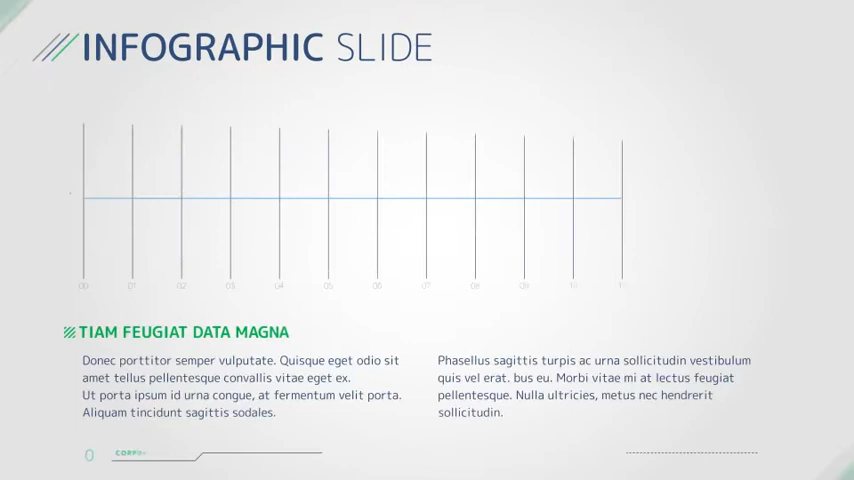 INFOGRAPHIC SLIDE
00 01 02 03 04 05 06 07 08 09
TIAM FEUGIAT DATA MAGNA
Donec porttitor semper vulputate. Quisque eget odio sit
amet tellus pellentesque convallis vitae eget ex.
Ut porta ipsum id urna congue, at fermentum velit porta.
Aliquam tincidunt sagittis sodales.
Phasellus sagittis turpis ac urna sollicitudin vestibulum
quis vel erat. bus eu. Morbi vitae mi at lectus feugiat
pellentesque. Nulla ultricies, metus nec hendrerit
sollicitudin.
0